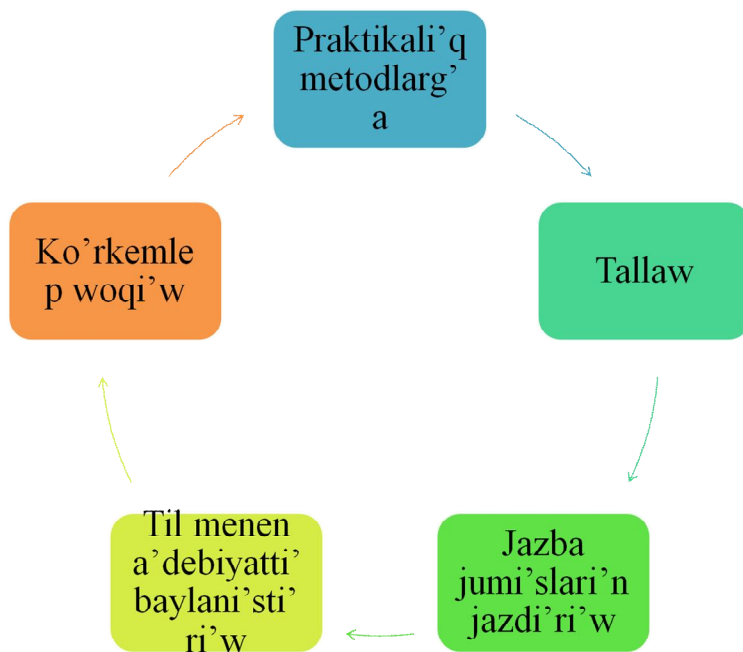 Praktikali’q
metodlarg’
a
Tallaw
Jazba
jumi’slari’n
jazdi’ri’w
Til menen
a’debiyatti’
baylani’sti’
ri’w
Ko’rkemle
p woqi’w